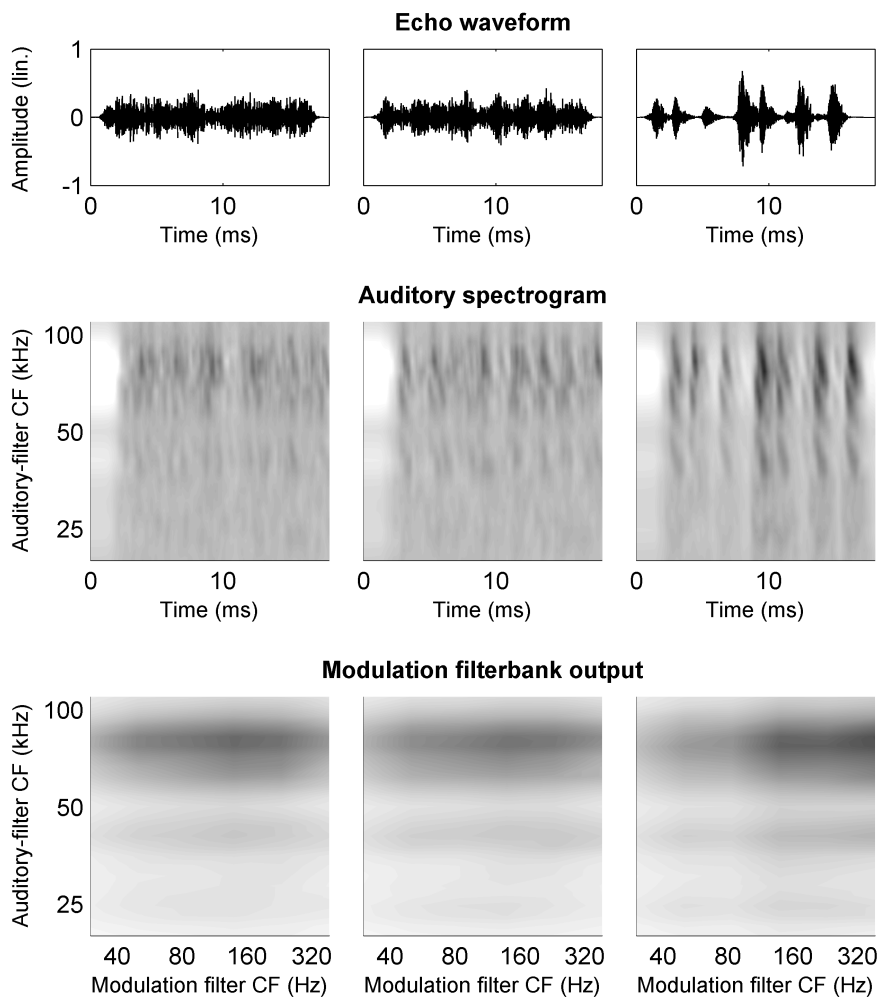 Echo waveform
Amplitude (lin.)
1
0
-1
0 10
0 10
0 10
Time (ms)
Time (ms)
Time (ms)
Auditory spectrogram
Auditory-filter CF (kHz)
100
50
25
0 10
0 10
0 10
Time (ms)
Time (ms)
Time (ms)
Modulation filterbank output
Auditory-filter CF (kHz)
100
50
25
40 80 160 320
40 80 160 320
40 80 160 320
Modulation filter CF (Hz)
Modulation filter CF (Hz)
Modulation filter CF (Hz)